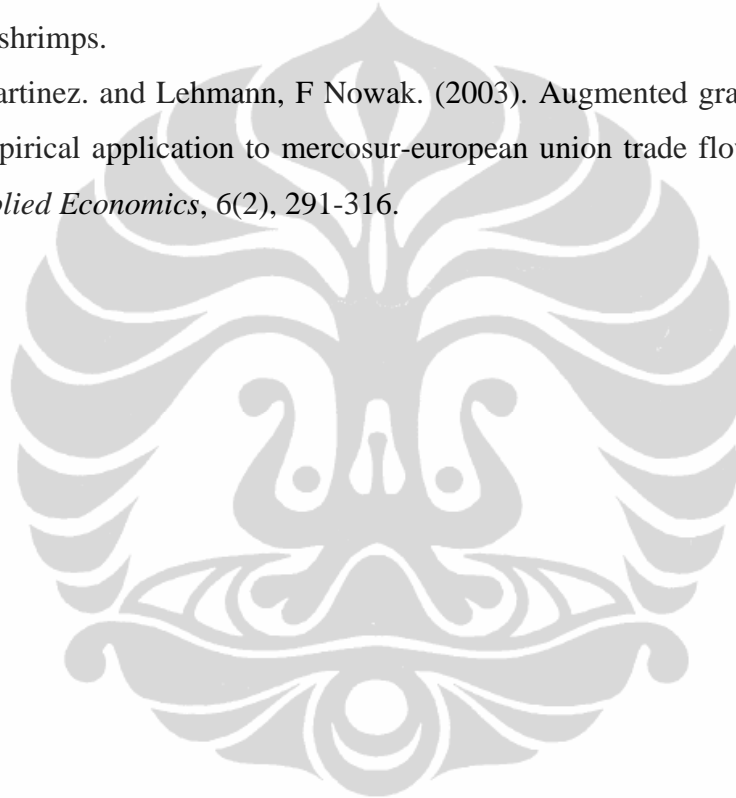 shrimps.
artinez. and Lehmann, F Nowak. (2003). Augmented gra
pirical application to mercosur-european union trade flow
plied Economics, 6(2), 291-316.